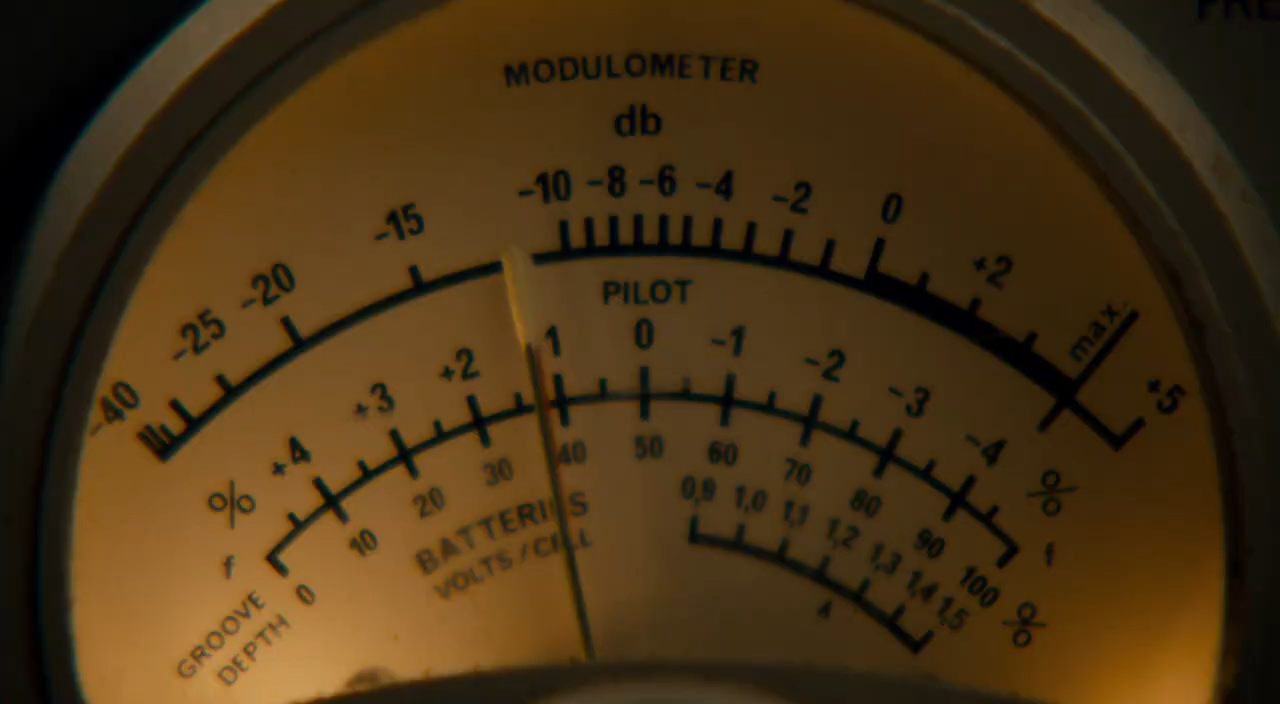 PRE
MODULOMETER
db
-40 -25 -20 -15 -10 -8 -6 -4 -2 0 +2 max. +5
PILOT
% +4 +3 +2 1 0 -1 -2 -3 -4 %
f 0 10 20 30 40 50 60 70 80 90 100 f %
GROOVE
DEPTH
BATTERI S
VOLTS/CELL
0,9 1,0 1,1 1,2 1,3 1,4 1,5